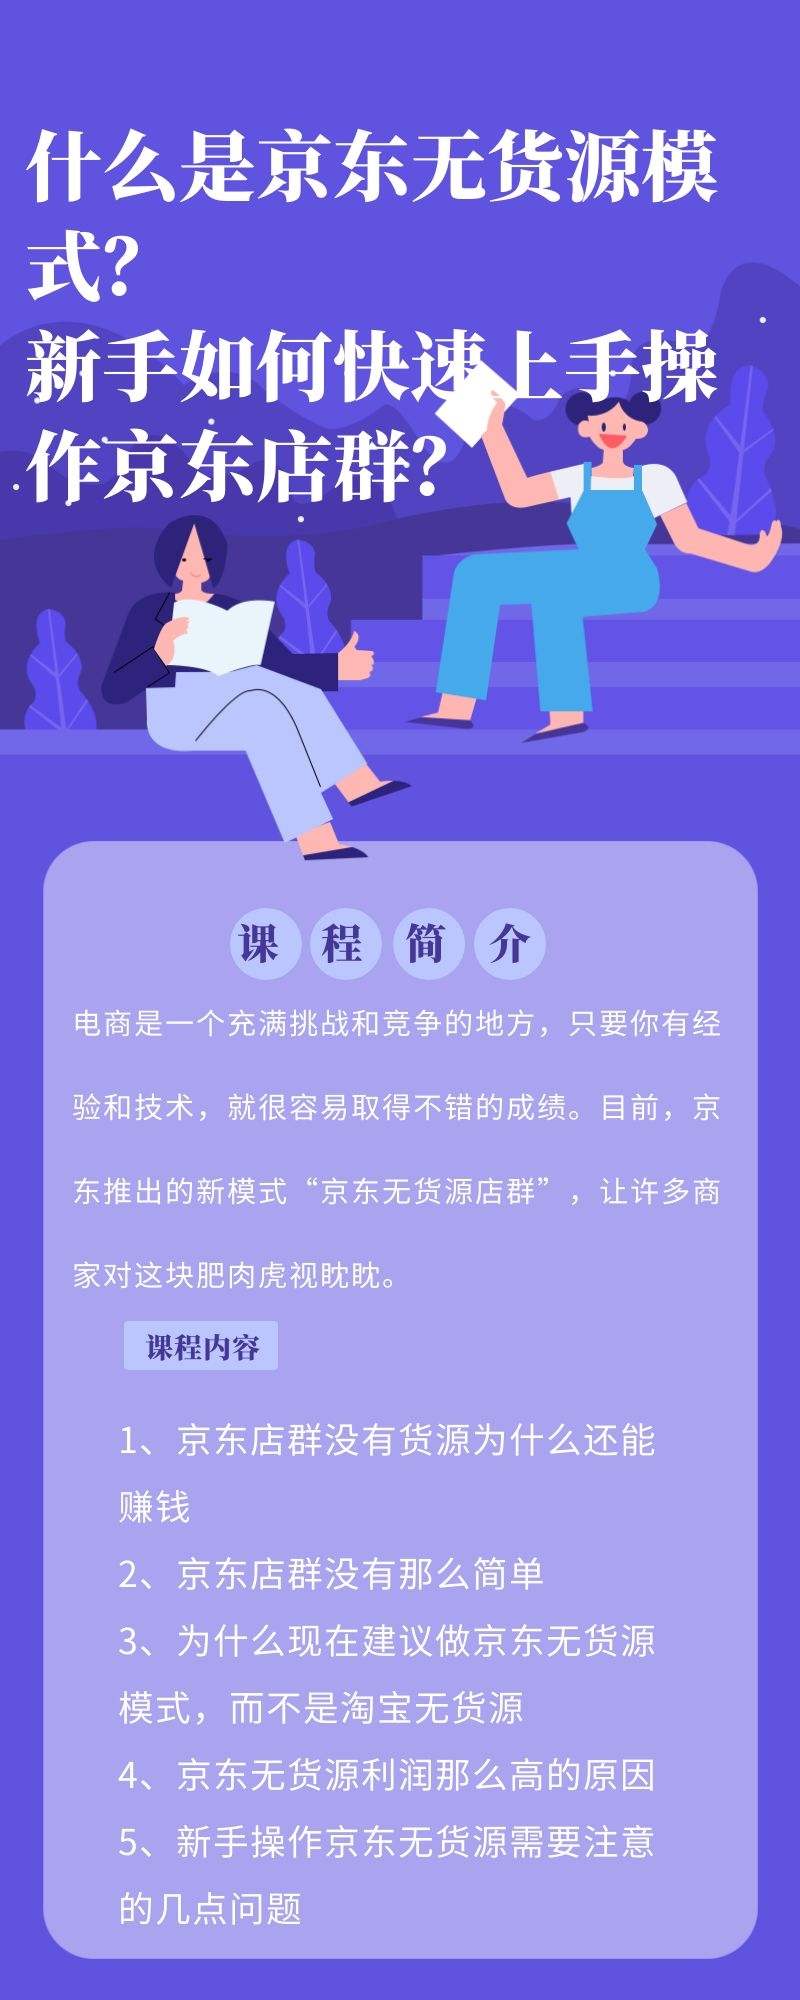 什么是京东无货源模
式？
新手如何快速上手操
作京东店群？
课 程 简 介
电商是一个充满挑战和竞争的地方，只要你有经
验和技术，就很容易取得不错的成绩。目前，京
东推出的新模式“京东无货源店群”，让许多商
家对这块肥肉虎视眈眈。
课程内容
1、京东店群没有货源为什么还能
赚钱
2、京东店群没有那么简单
3、为什么现在建议做京东无货源
模式，而不是淘宝无货源
4、京东无货源利润那么高的原因
5、新手操作京东无货源需要注意
的几点问题